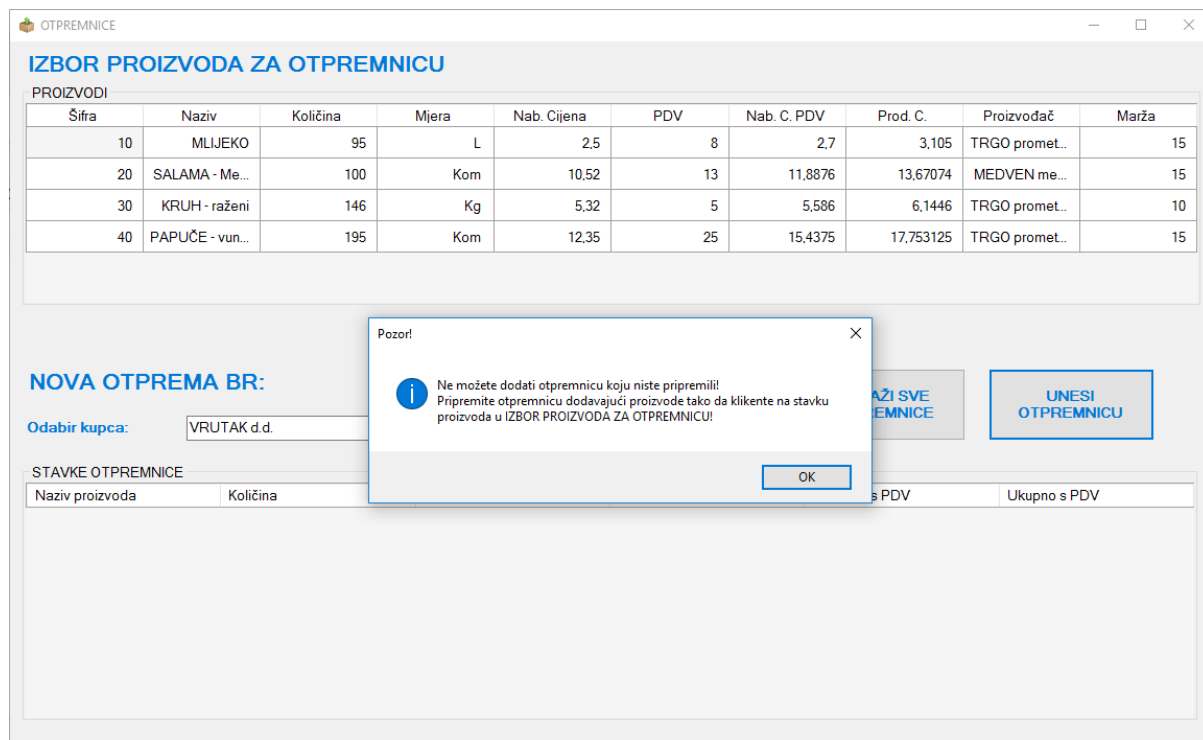 OTPREMNICE
IZBOR PROIZVODA ZA OTPREMNICU
PROIZVODI
Šifra Naziv Količina Mjera Nab. Cijena PDV Nab. C. PDV Prod. C. Proizvođač Marža
10 MLIJEKO 95 L 2,5 8 2,7 3,105 TRGO promet... 15
20 SALAMA - Me... 100 Kom 10,52 13 11,8876 13,67074 MEDVEN me... 15
30 KRUH - raženi 146 Kg 5,32 5 5,586 6,1446 TRGO promet... 10
40 PAPUČE - vun... 195 Kom 12,35 25 15,4375 17,753125 TRGO promet... 15
Pozor!
Ne možete dodati otpremnicu koju niste pripremili!
Pripremite otpremnicu dodavajući proizvode tako da klikente na stavku
proizvoda u IZBOR PROIZVODA ZA OTPREMNICU!
OK
NOVA OTPREMA BR:
Odabir kupca: VRUTAK d.d.
AŽI SVE
EMNICE
UNESI
OTPREMNICU
STAVKE OTPREMNICE
Naziv proizvoda Količina s PDV Ukupno s PDV